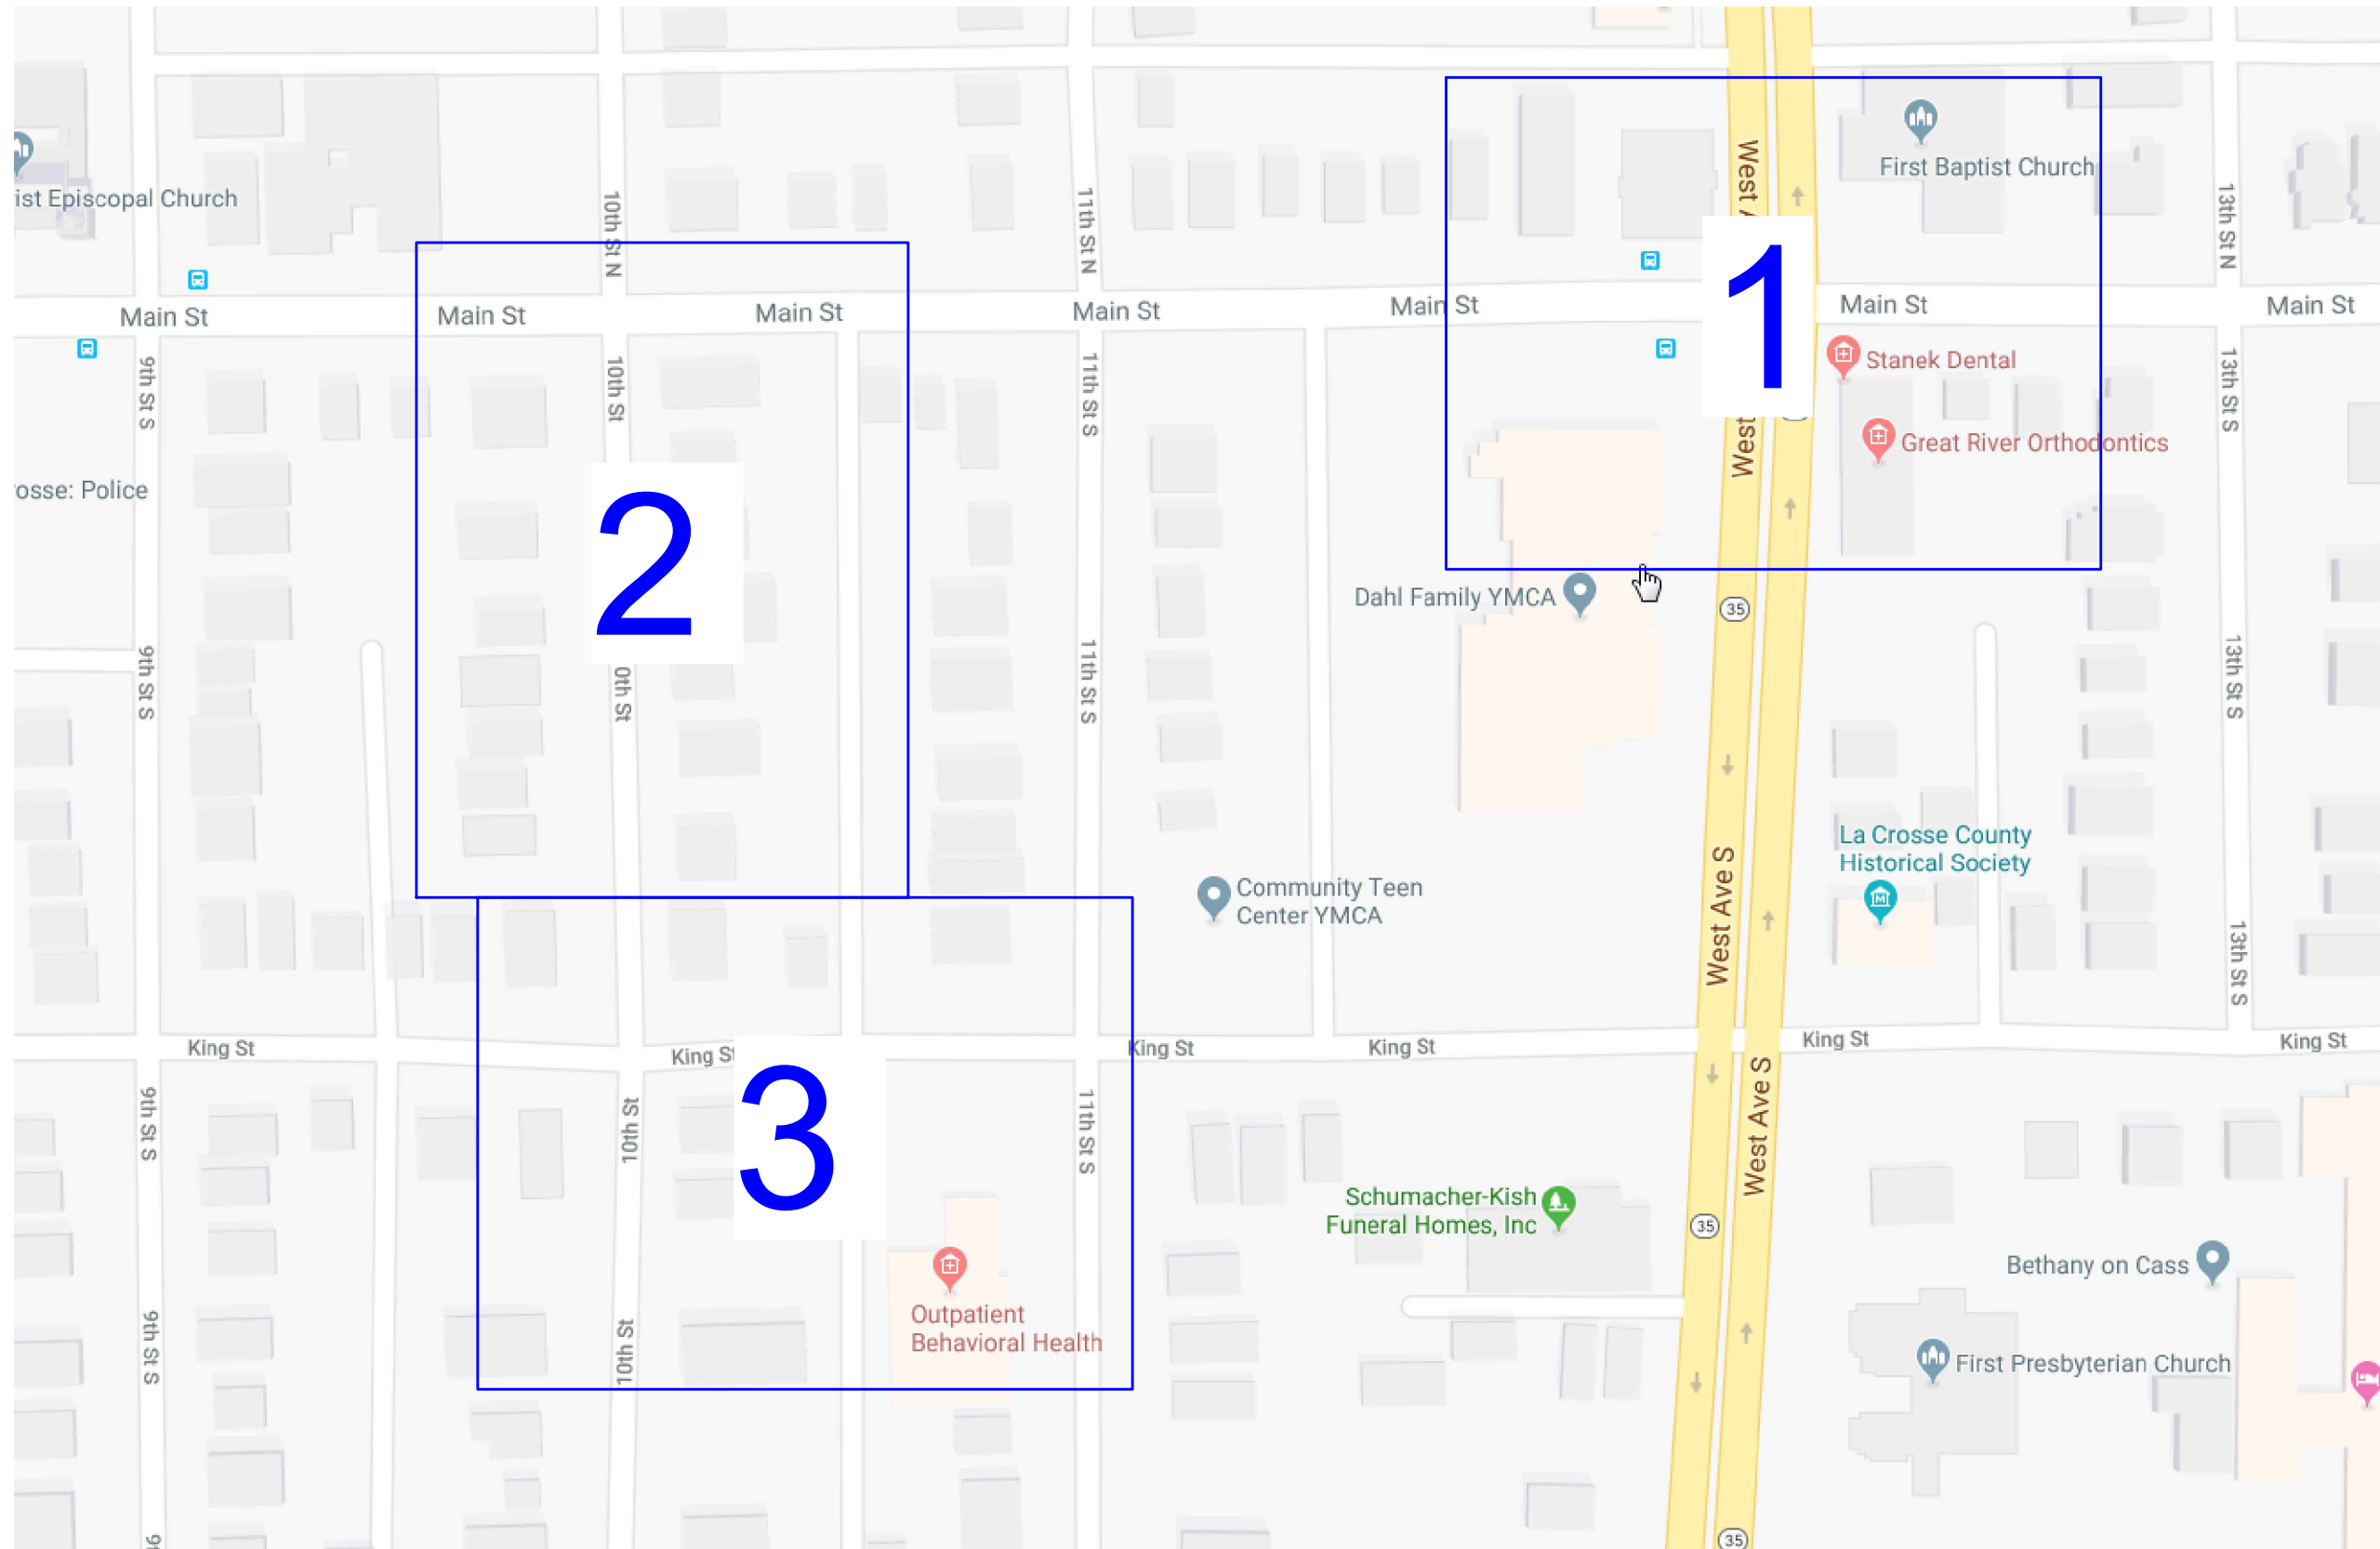 First Baptist Church
ist Episcopal Church
10th St N
11th St N
13th St N
West A
1
Main St
Main St
Main St
Main St
Main St
Main St
Main St
Stanek Dental
Great River Orthodontics
9th St S
10th St
11th St S
West
13th St S
osse: Police
2
Dahl Family YMCA
35
9th St S
0th St
11th St S
13th St S
La Crosse County
Historical Society
Community Teen
Center YMCA
West Ave S
13th St S
King St
King St
King St
King St
King St
King St
3
9th St S
10th St
11th St S
West Ave S
Schumacher-Kish
Funeral Homes, Inc
35
Bethany on Cass
Outpatient
Behavioral Health
9th St S
10th St
First Presbyterian Church
35